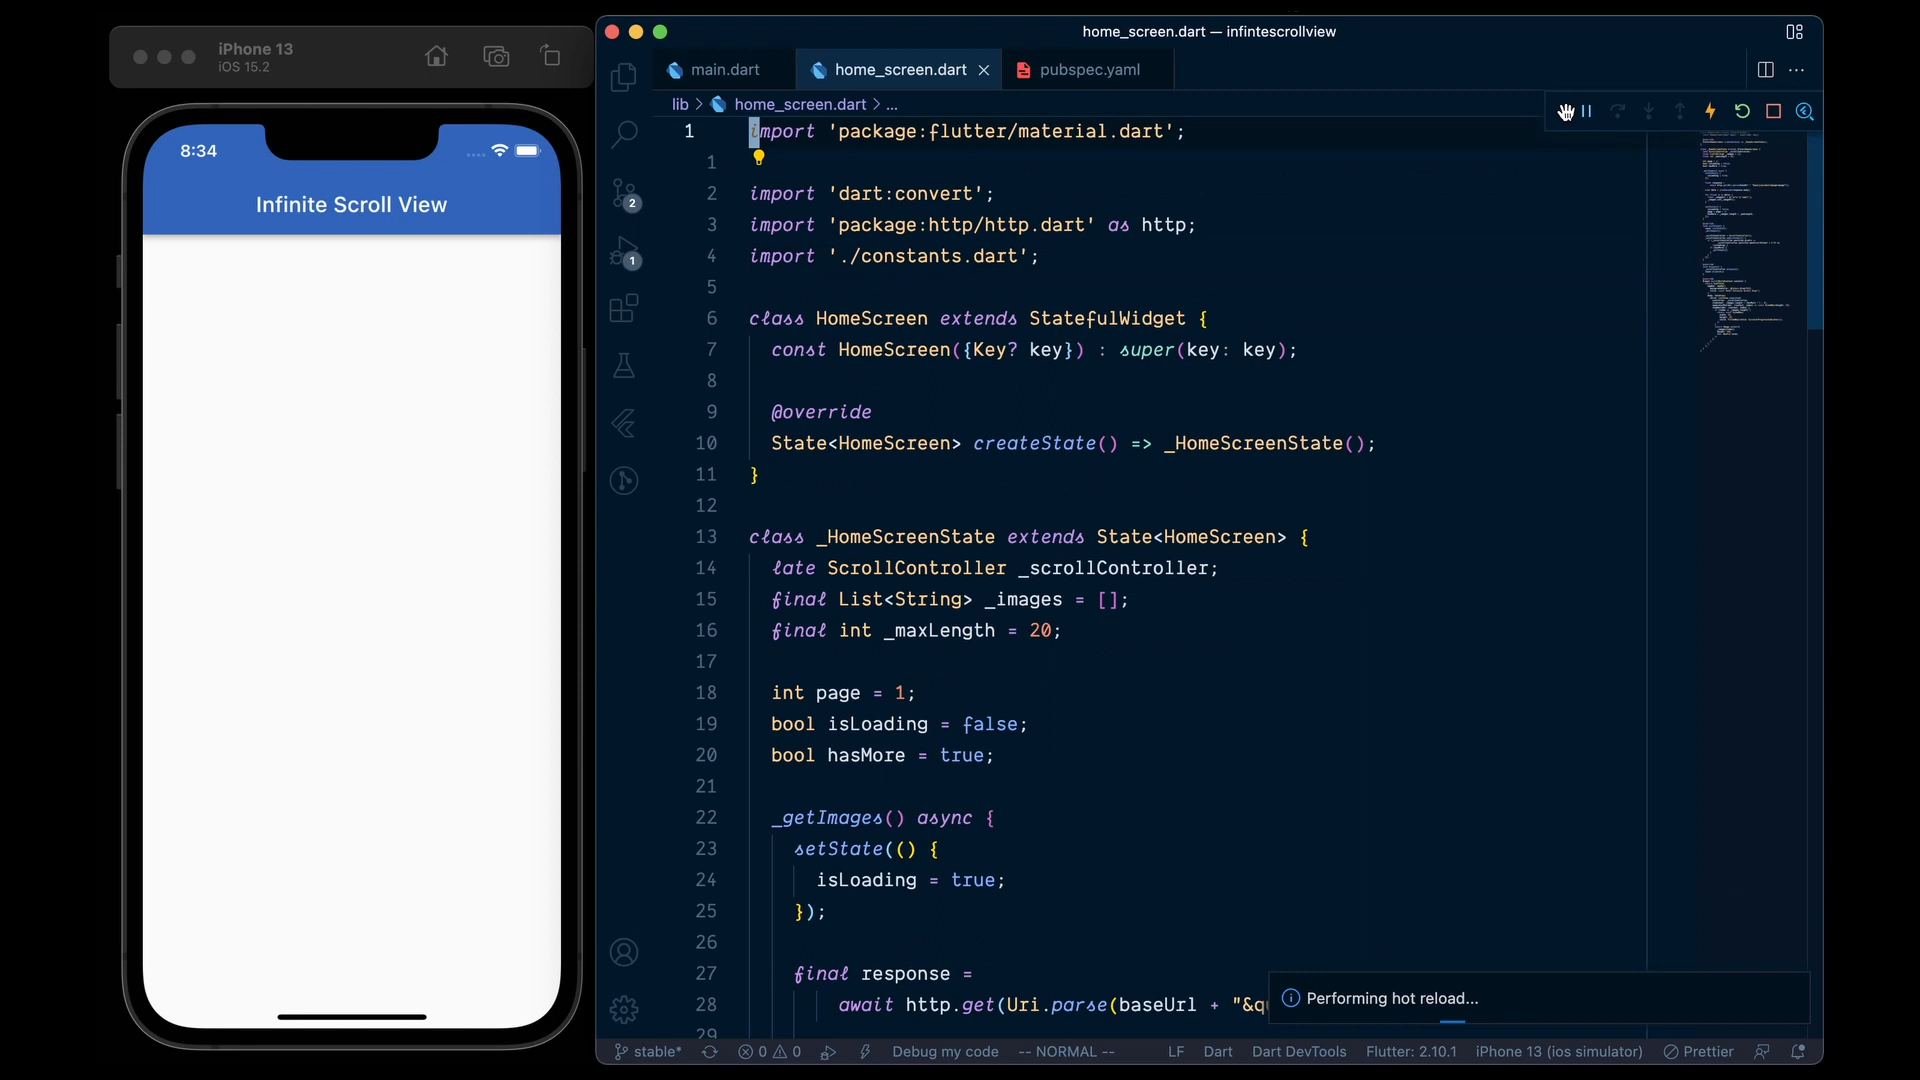 iPhone 13
iOS 15.2
8:34
Infinite Scroll View
home_screen.dart — infintescrollview
main.dart
home_screen.dart
pubspec.yaml
lib > home_screen.dart > ...
1 import 'package:flutter/material.dart';
1
2 import 'dart:convert';
3 import 'package:http/http.dart' as http;
4 import './constants.dart';
5
6 class HomeScreen extends StatefulWidget {
7 const HomeScreen({Key? key}) : super(key: key);
8
9 @override
10 State<HomeScreen> createState() => _HomeScreenState();
11 }
12
13 class _HomeScreenState extends State<HomeScreen> {
14 late ScrollController _scrollController;
15 final List<String> _images = [];
16 final int _maxLength = 20;
17
18 int page = 1;
19 bool isLoading = false;
20 bool hasMore = true;
21
22 _getImages() async {
23 setState(() {
24 isLoading = true;
25 });
26
27 final response =
28 await http.get(Uri.parse(baseUrl + "&q
29
2
1
Performing hot reload...
stable*
0
0
Debug my code
-- NORMAL --
LF
Dart
Dart DevTools
Flutter: 2.10.1
iPhone 13 (ios simulator)
Prettier